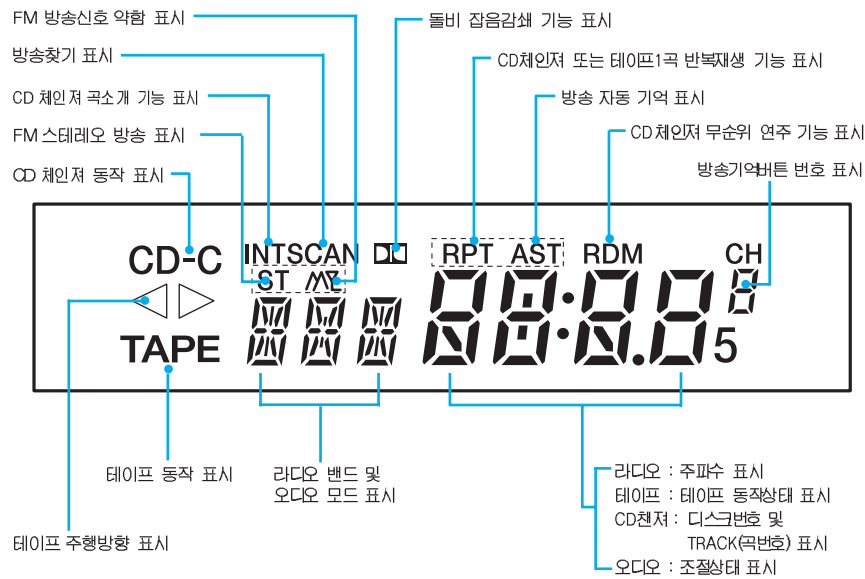 FM 방송신호 약함 표시
방송찾기 표시
CD 체인져 곡소개 기능 표시
FM 스테레오 방송 표시
CD 체인져 동작 표시
돌비 잡음감쇄 기능 표시
CD체인져 또는 테이프1곡 반복재생 기능 표시
방송 자동 기억 표시
CD 체인져 무순위 연주 기능 표시
방송기억버튼 번호 표시
CD-C INT SCAN RPT AST RDM CH
ST
TAPE
5
테이프 동작 표시
테이프 주행방향 표시
라디오 밴드 및
오디오 모드 표시
라디오 : 주파수 표시
테이프 : 테이프 동작상태 표시
CD챈져 : 디스크번호 및
TRACK(곡번호) 표시
오디오 : 조절상태 표시